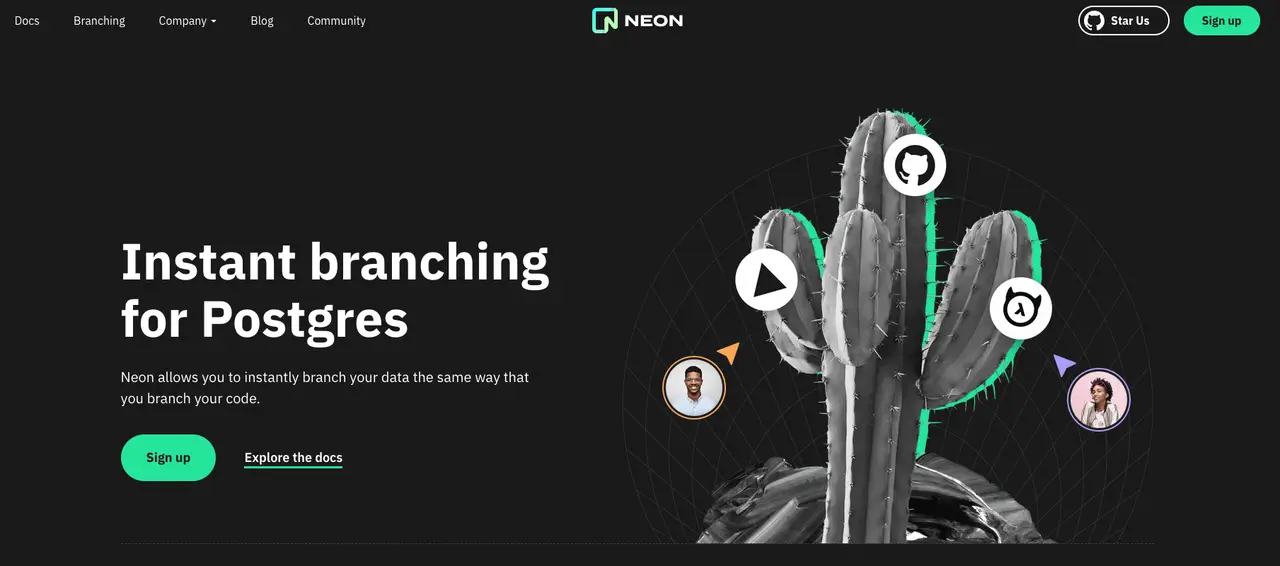 Docs
Branching
Company
Blog
Community
NEON
Star Us
Sign up
Instant branching
for Postgres
Neon allows you to instantly branch your data the same way that
you branch your code.
Sign up
Explore the docs